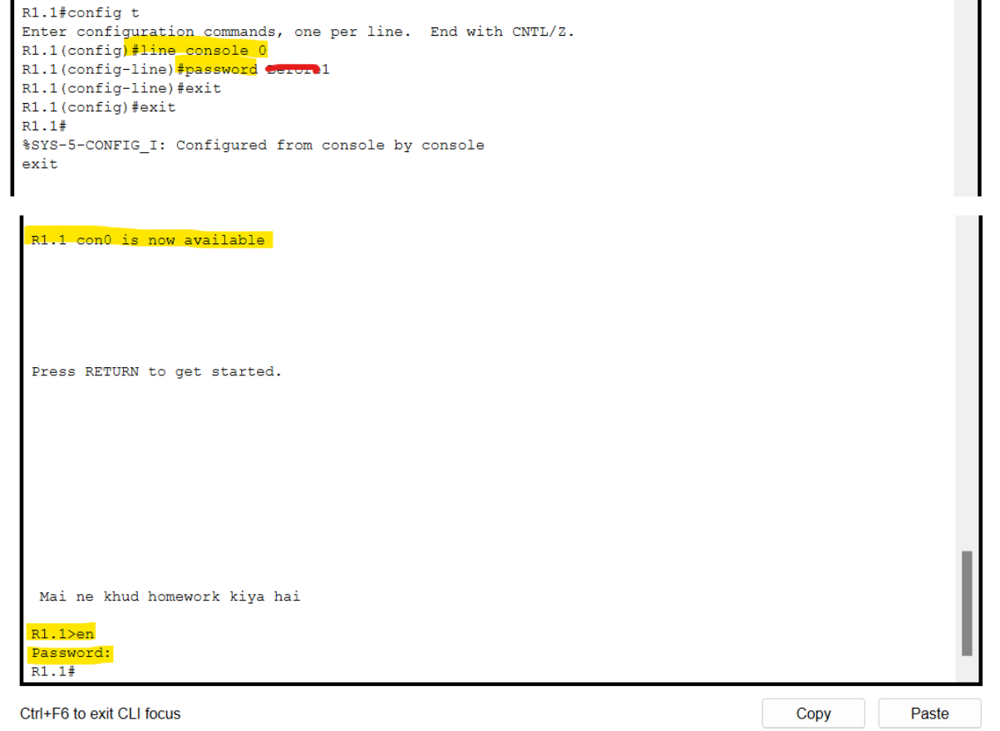 R1.1#config t
Enter configuration commands, one per line.  End with CNTL/Z.
R1.1(config)#line console 0
R1.1(config-line)#password 1
R1.1(config-line)#exit
R1.1(config)#exit
R1.1#
%SYS-5-CONFIG_I: Configured from console by console
exit
R1.1 con0 is now available
Press RETURN to get started.
Mai ne khud homework kiya hai
R1.1>en
Password:
R1.1#
Ctrl+F6 to exit CLI focus
Copy
Paste